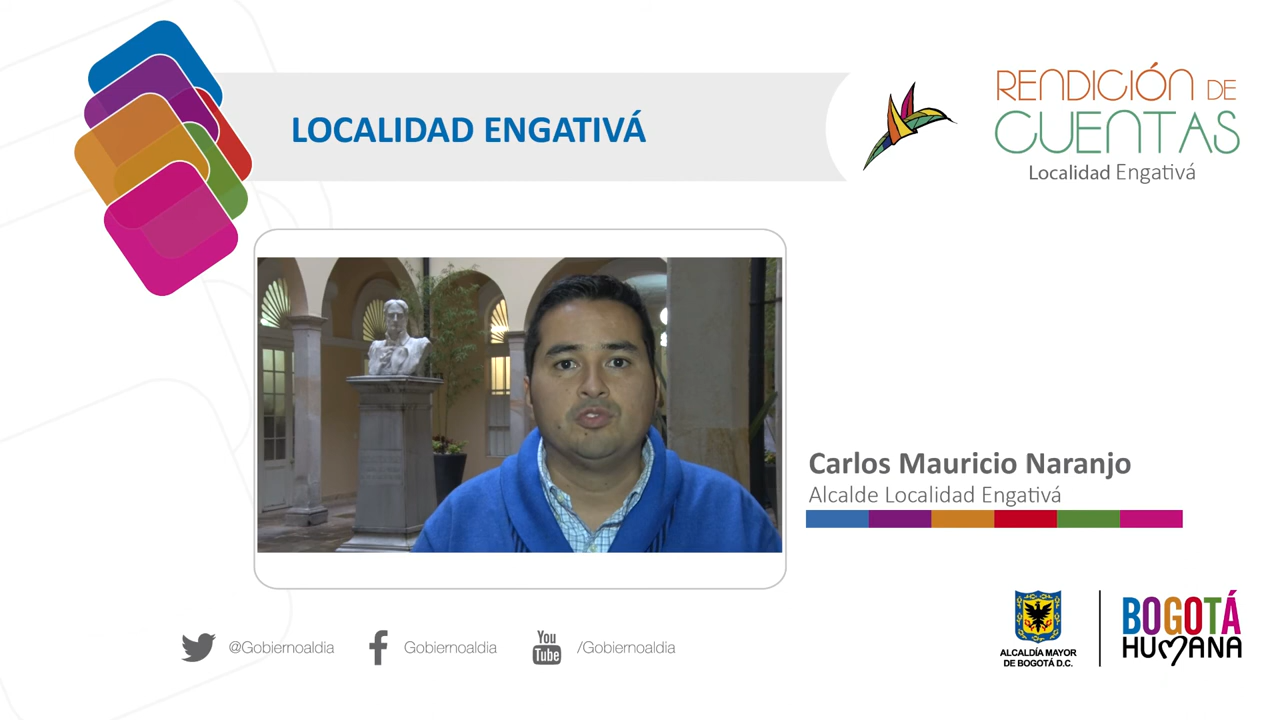 LOCALIDAD ENGATIVÁ
RENDICIÓN DE
CUENTAS
Localidad Engativá
Carlos Mauricio Naranjo
Alcalde Localidad Engativá
@Gobiernoaldia
Gobiernoaldia
You
Tube
/Gobiernoaldia
ALCALDÍA MAYOR
DE BOGOTÁ D.C.
BOGOTÁ
HUMANA